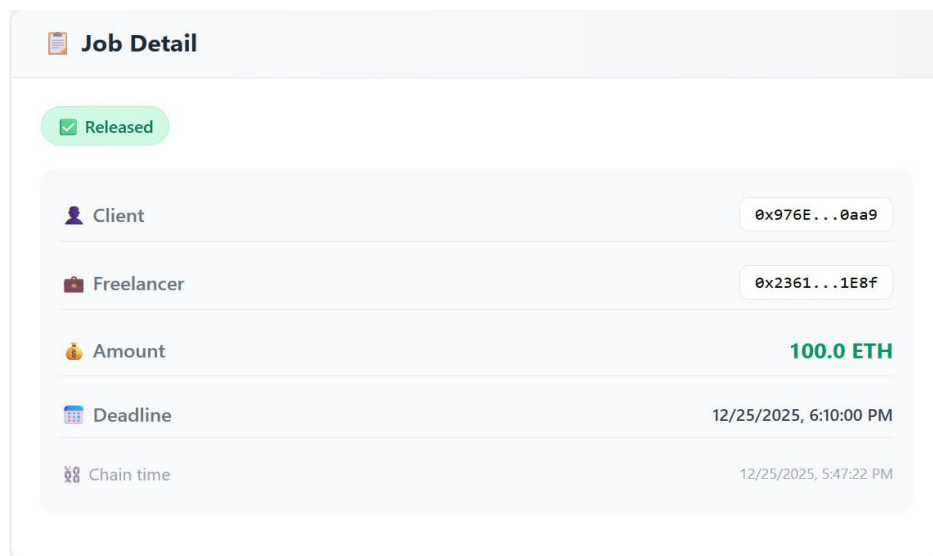 Job Detail
Released
Client 0x976E...0aa9
Freelancer 0x2361...1E8f
Amount 100.0 ETH
Deadline 12/25/2025, 6:10:00 PM
Chain time 12/25/2025, 5:47:22 PM